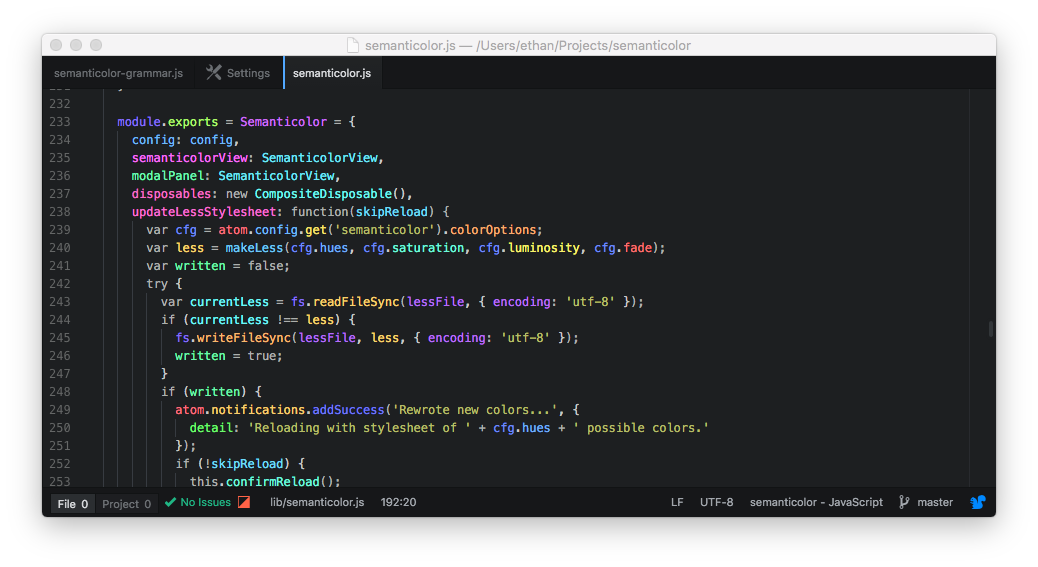 semanticolor.js — /Users/ethan/Projects/semanticolor
semanticolor-grammar.js Settings semanticolor.js
232
233 module.exports = Semanticolor = {
234 config: config,
235 semanticolorView: SemanticolorView,
236 modalPanel: SemanticolorView,
237 disposables: new CompositeDisposable(),
238 updateLessStylesheet: function(skipReload) {
239 var cfg = atom.config.get('semanticolor').colorOptions;
240 var less = makeLess(cfg.hues, cfg.saturation, cfg.luminosity, cfg.fade);
241 var written = false;
242 try {
243 var currentLess = fs.readFileSync(lessFile, { encoding: 'utf-8' });
244 if (currentLess !== less) {
245 fs.writeFileSync(lessFile, less, { encoding: 'utf-8' });
246 written = true;
247 }
248 if (written) {
249 atom.notifications.addSuccess('Rewrote new colors...', {
250 detail: 'Reloading with stylesheet of ' + cfg.hues + ' possible colors.'
251 });
252 if (!skipReload) {
253 this.confirmReload();
File 0 Project 0 No Issues lib/semanticolor.js 192:20 LF UTF-8 semanticolor - JavaScript master